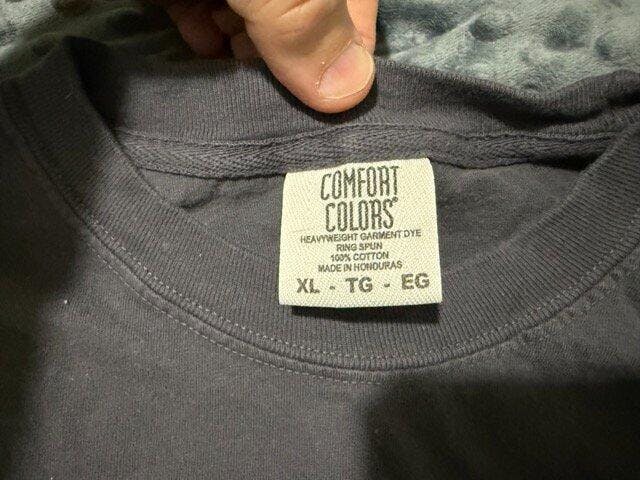 COMFORT
COLORS®
HEAVYWEIGHT GARMENT DYE
RING SPUN
100% COTTON
MADE IN HONDURAS
XL - TG - EG